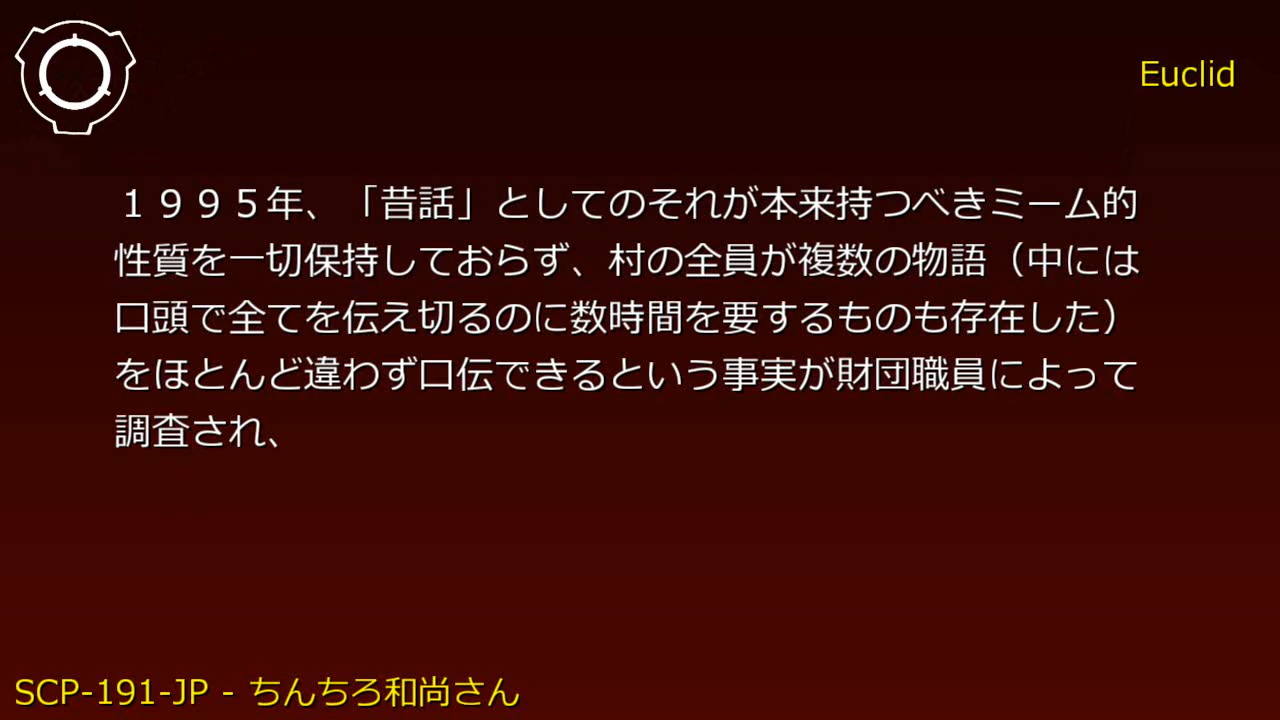 Euclid
１９９５年、「昔話」としてのそれが本来持つべきミーム的
性質を一切保持しておらず、村の全員が複数の物語（中には
口頭で全てを伝え切るのに数時間を要するものも存在した）
をほとんど違わず口伝できるという事実が財団職員によって
調査され、
SCP-191-JP - ちんちろ和尚さん